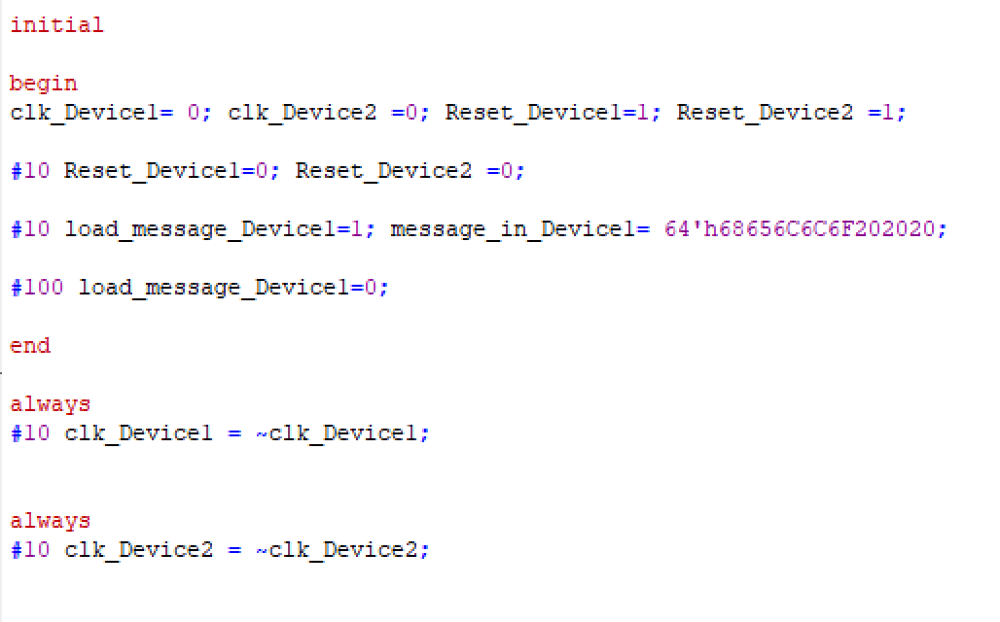 initial
begin
clk_Device1= 0; clk_Device2 =0; Reset_Device1=1; Reset_Device2 =1;
#10 Reset_Device1=0; Reset_Device2 =0;
#10 load_message_Device1=1; message_in_Device1= 64'h68656C6C6F202020;
#100 load_message_Device1=0;
end
always
#10 clk_Device1 = ~clk_Device1;
always
#10 clk_Device2 = ~clk_Device2;